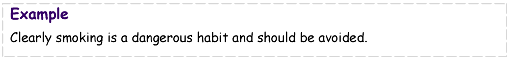 Example
Clearly smoking is a dangerous habit and should be avoided.